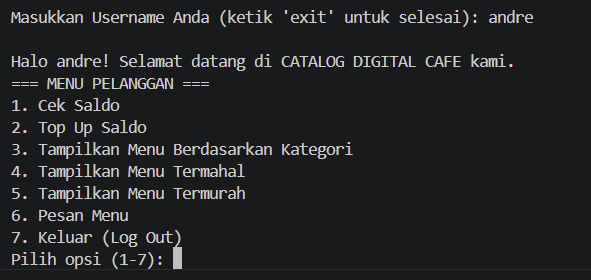 Masukkan Username Anda (ketik 'exit' untuk selesai): andre
Halo andre! Selamat datang di CATALOG DIGITAL CAFE kami.
=== MENU PELANGGAN ===
1. Cek Saldo
2. Top Up Saldo
3. Tampilkan Menu Berdasarkan Kategori
4. Tampilkan Menu Termahal
5. Tampilkan Menu Termurah
6. Pesan Menu
7. Keluar (Log Out)
Pilih opsi (1-7):